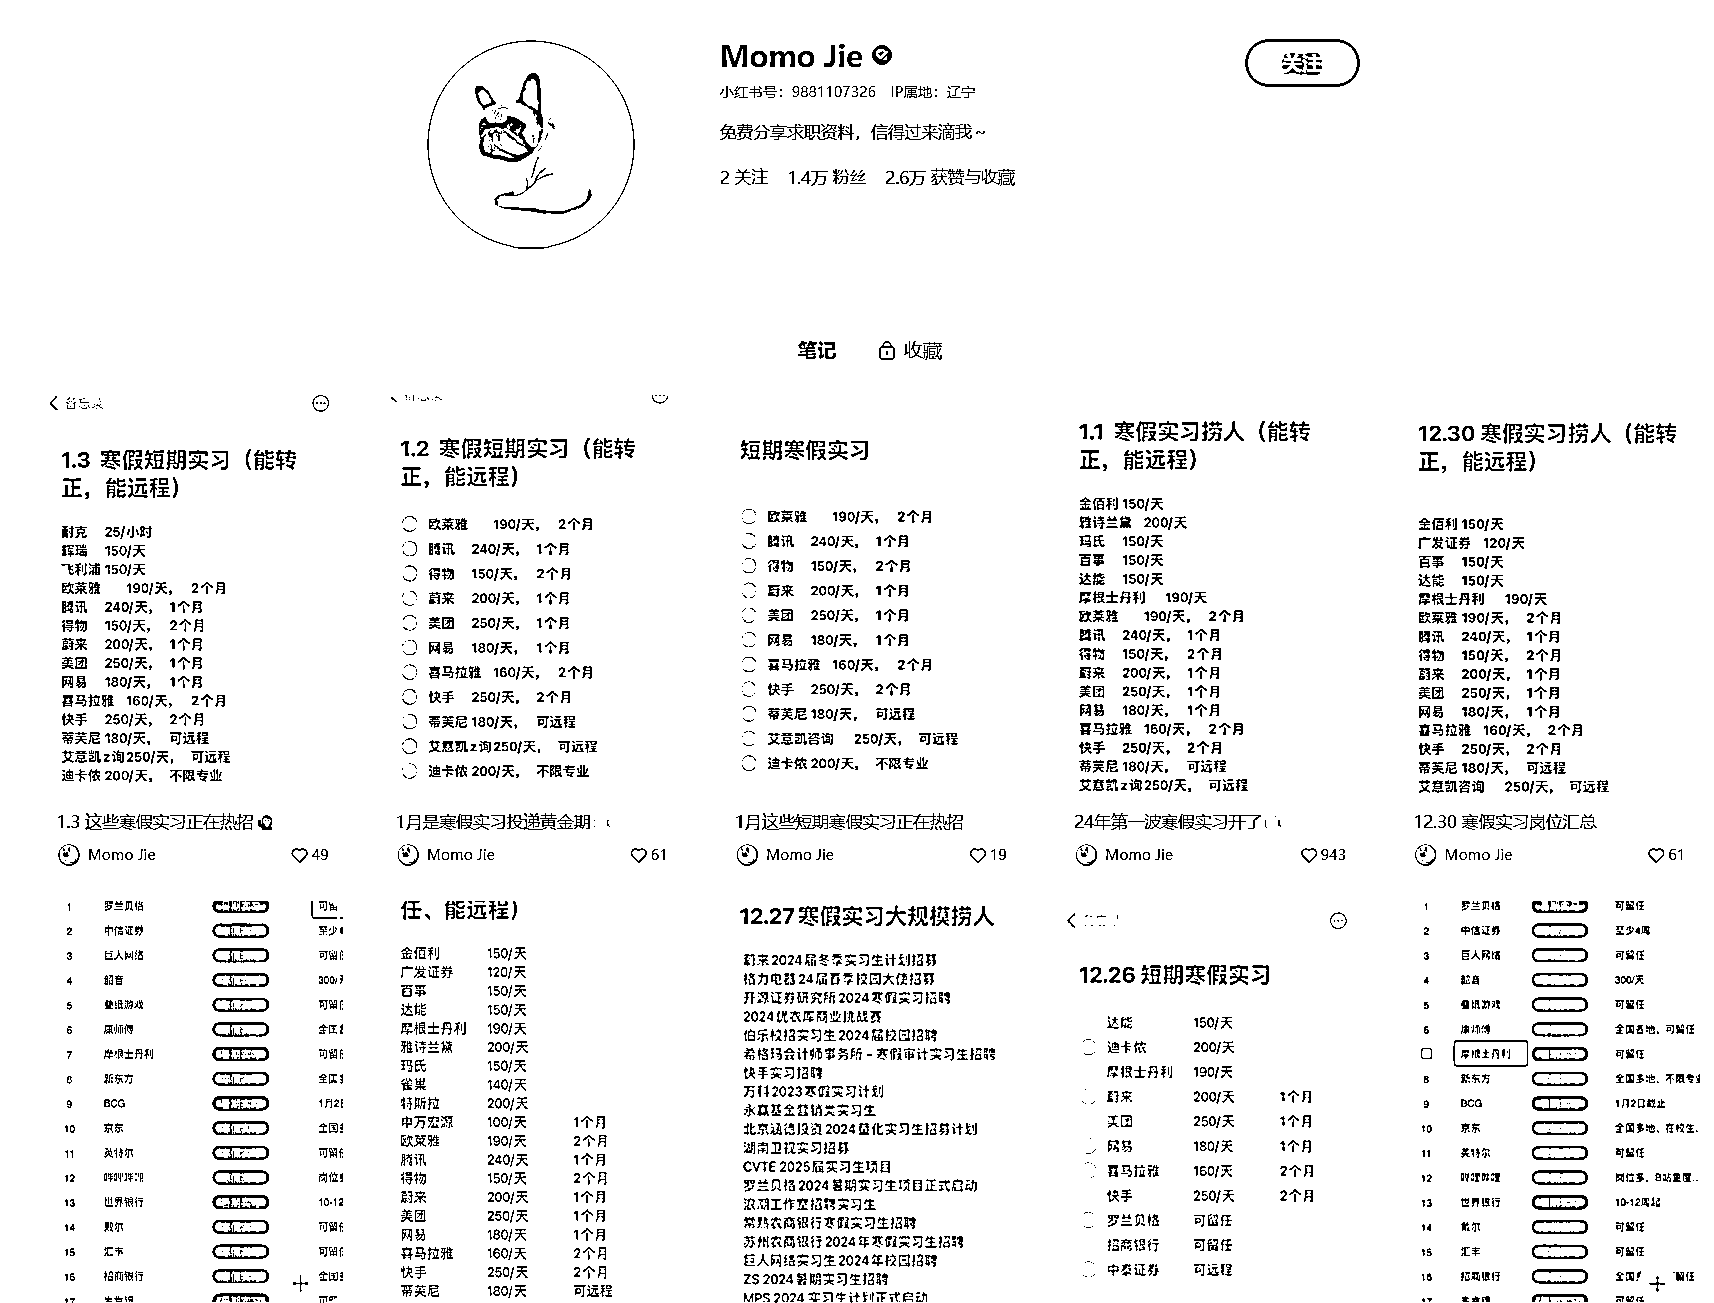 Momo Jie
关注
小红书号：9881107326 IP属地：辽宁
免费分享求职资料，信得过来滴我~
2 关注 1.4万 粉丝 2.6万 获赞与收藏
笔记 收藏
备忘录
1.3 寒假短期实习（能转
正，能远程）
耐克 25/小时
辉瑞 150/天
飞利浦 150/天
欧莱雅 190/天， 2个月
腾讯 240/天， 1个月
得物 150/天， 2个月
蔚来 200/天， 1个月
美团 250/天， 1个月
网易 180/天， 1个月
喜马拉雅 160/天， 2个月
快手 250/天， 2个月
蒂芙尼 180/天， 可远程
艾意凯z询250/天， 可远程
迪卡侬 200/天， 不限专业
1.3 这些寒假实习正在热招
Momo Jie 49
1.2 寒假短期实习（能转
正，能远程）
欧莱雅 190/天， 2个月
腾讯 240/天， 1个月
得物 150/天， 2个月
蔚来 200/天， 1个月
美团 250/天， 1个月
网易 180/天， 1个月
喜马拉雅 160/天， 2个月
快手 250/天， 2个月
蒂芙尼 180/天， 可远程
艾意凯z询250/天， 可远程
迪卡侬 200/天， 不限专业
1月是寒假实习投递黄金期
Momo Jie 61
短期寒假实习
欧莱雅 190/天， 2个月
腾讯 240/天， 1个月
得物 150/天， 2个月
蔚来 200/天， 1个月
美团 250/天， 1个月
网易 180/天， 1个月
喜马拉雅 160/天， 2个月
快手 250/天， 2个月
蒂芙尼 180/天， 可远程
艾意凯咨询 250/天， 可远程
迪卡侬 200/天， 不限专业
1月这些短期寒假实习正在热招
Momo Jie 19
1.1 寒假实习捞人（能转
正，能远程）
金佰利 150/天
雅诗兰黛 200/天
玛氏 150/天
百事 150/天
达能 150/天
摩根士丹利 190/天
欧莱雅 190/天， 2个月
腾讯 240/天， 1个月
得物 150/天， 2个月
蔚来 200/天， 1个月
美团 250/天， 1个月
网易 180/天， 1个月
喜马拉雅 160/天， 2个月
快手 250/天， 2个月
蒂芙尼 180/天， 可远程
艾意凯z询250/天， 可远程
24年第一波寒假实习开了
Momo Jie 943
12.30 寒假实习捞人（能转
正，能远程）
金佰利 150/天
广发证券 120/天
百事 150/天
达能 150/天
摩根士丹利 190/天
欧莱雅 190/天， 2个月
腾讯 240/天， 1个月
得物 150/天， 2个月
蔚来 200/天， 1个月
美团 250/天， 1个月
网易 180/天， 1个月
喜马拉雅 160/天， 2个月
快手 250/天， 2个月
蒂芙尼 180/天， 可远程
艾意凯咨询 250/天， 可远程
12.30 寒假实习岗位汇总
Momo Jie 61
1 罗兰贝格
2 中信证券 至少4
3 巨人网络 可留
4 韶音 300/
5 叠纸游戏 可留
6 康师傅 全国
7 摩根士丹利 可留
8 新东方 全国
9 BCG 1月2
10 京东 全国
11 英特尔 可留
12 哔哩哔哩 岗位
13 世界银行 10-12
14 戴尔 可留
15 汇丰 可留
16 招商银行 全国
17
任、能远程）
金佰利 150/天
广发证券 120/天
百事 150/天
达能 150/天
摩根士丹利 190/天
雅诗兰黛 200/天
玛氏 150/天
雀巢 140/天
特斯拉 200/天
申万宏源 100/天 1个月
欧莱雅 190/天 2个月
腾讯 240/天 1个月
得物 150/天 2个月
蔚来 200/天 1个月
美团 250/天 1个月
网易 180/天 1个月
喜马拉雅 160/天 2个月
快手 250/天 2个月
蒂芙尼 180/天 可远程
12.27寒假实习大规模捞人
蔚来2024届冬季实习生计划招募
格力电器24届春季校园大使招募
开源证券研究所2024寒假实习招聘
2024优衣库商业挑战赛
伯乐校招实习生2024届校园招聘
希格玛会计师事务所-寒假审计实习生招聘
快手实习招聘
万科2023寒假实习计划
永真基金营销类实习生
北京涵德投资2024量化实习生招募计划
湖南卫视实习招募
CVTE 2025届实习生项目
罗兰贝格2024暑期实习生项目正式启动
浪潮工作室招聘实习生
常熟农商银行寒假实习生招聘
苏州农商银行2024年寒假实习生招聘
巨人网络实习生2024年校园招聘
ZS 2024暑期实习生招聘
MPS 2024 实习生计划正式启动
12.26 短期寒假实习
达能 150/天
迪卡侬 200/天
摩根士丹利 190/天
蔚来 200/天 1个月
美团 250/天 1个月
网易 180/天 1个月
喜马拉雅 160/天 2个月
快手 250/天 2个月
罗兰贝格 可留任
招商银行 可留任
中泰证券 可远程
1 罗兰贝格 可留任
2 中信证券 至少4周
3 巨人网络 可留任
4 韶音 300/天
5 叠纸游戏 可留任
6 康师傅 全国各地、可留任
摩根士丹利 可留任
8 新东方 全国多地、不限专业
9 BCG 1月2日截止
10 京东 全国多地、在校生.
11 英特尔 可留任
12 哔哩哔哩 岗位多、B站重度..
13 世界银行 10-12周起
14 戴尔 可留任
15 汇丰 可留任
16 招商银行 全国 留任
17 可留任